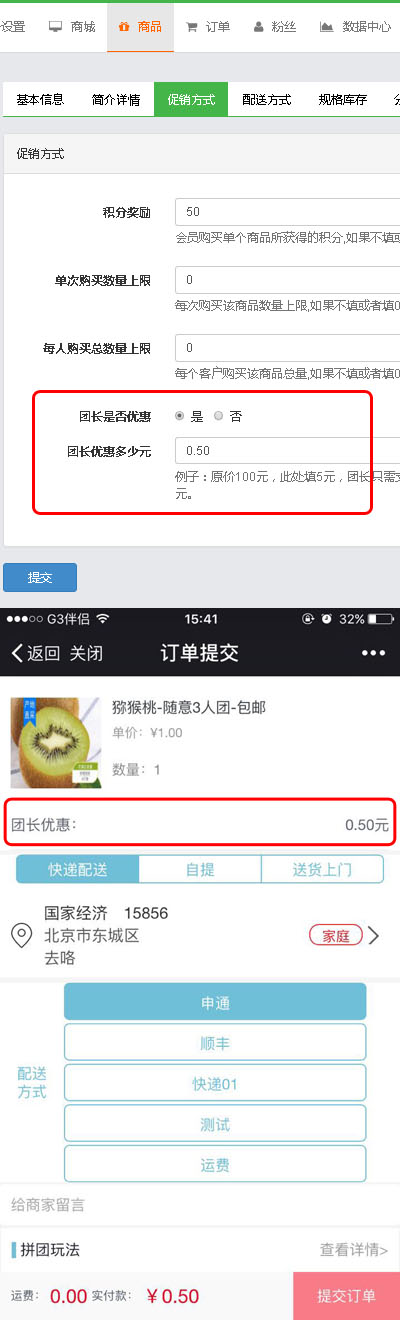 设置 商城 商品 订单 粉丝 数据中心
基本信息 简介详情 促销方式 配送方式 规格库存
促销方式
积分奖励 50
会员购买单个商品所获得的积分,如果不填或
单次购买数量上限 0
每次购买该商品数量上限,如果不填或者填0
每人购买总数量上限 0
每个客户购买该商品总量,如果不填或者填0
团长是否优惠 是 否
团长优惠多少元 0.50
例子：原价100元，此处填5元，团长只需支
元。
提交
G3伴侣 15:41 32%
返回 关闭 订单提交
猕猴桃-随意3人团-包邮
单价：¥1.00
数量：1
团长优惠： 0.50元
快递配送 自提 送货上门
国家经济 15856
北京市东城区 家庭
去咯
申通
顺丰
配送
方式
快递01
测试
运费
给商家留言
拼团玩法 查看详情>
运费： 0.00 实付款： ￥0.50 提交订单